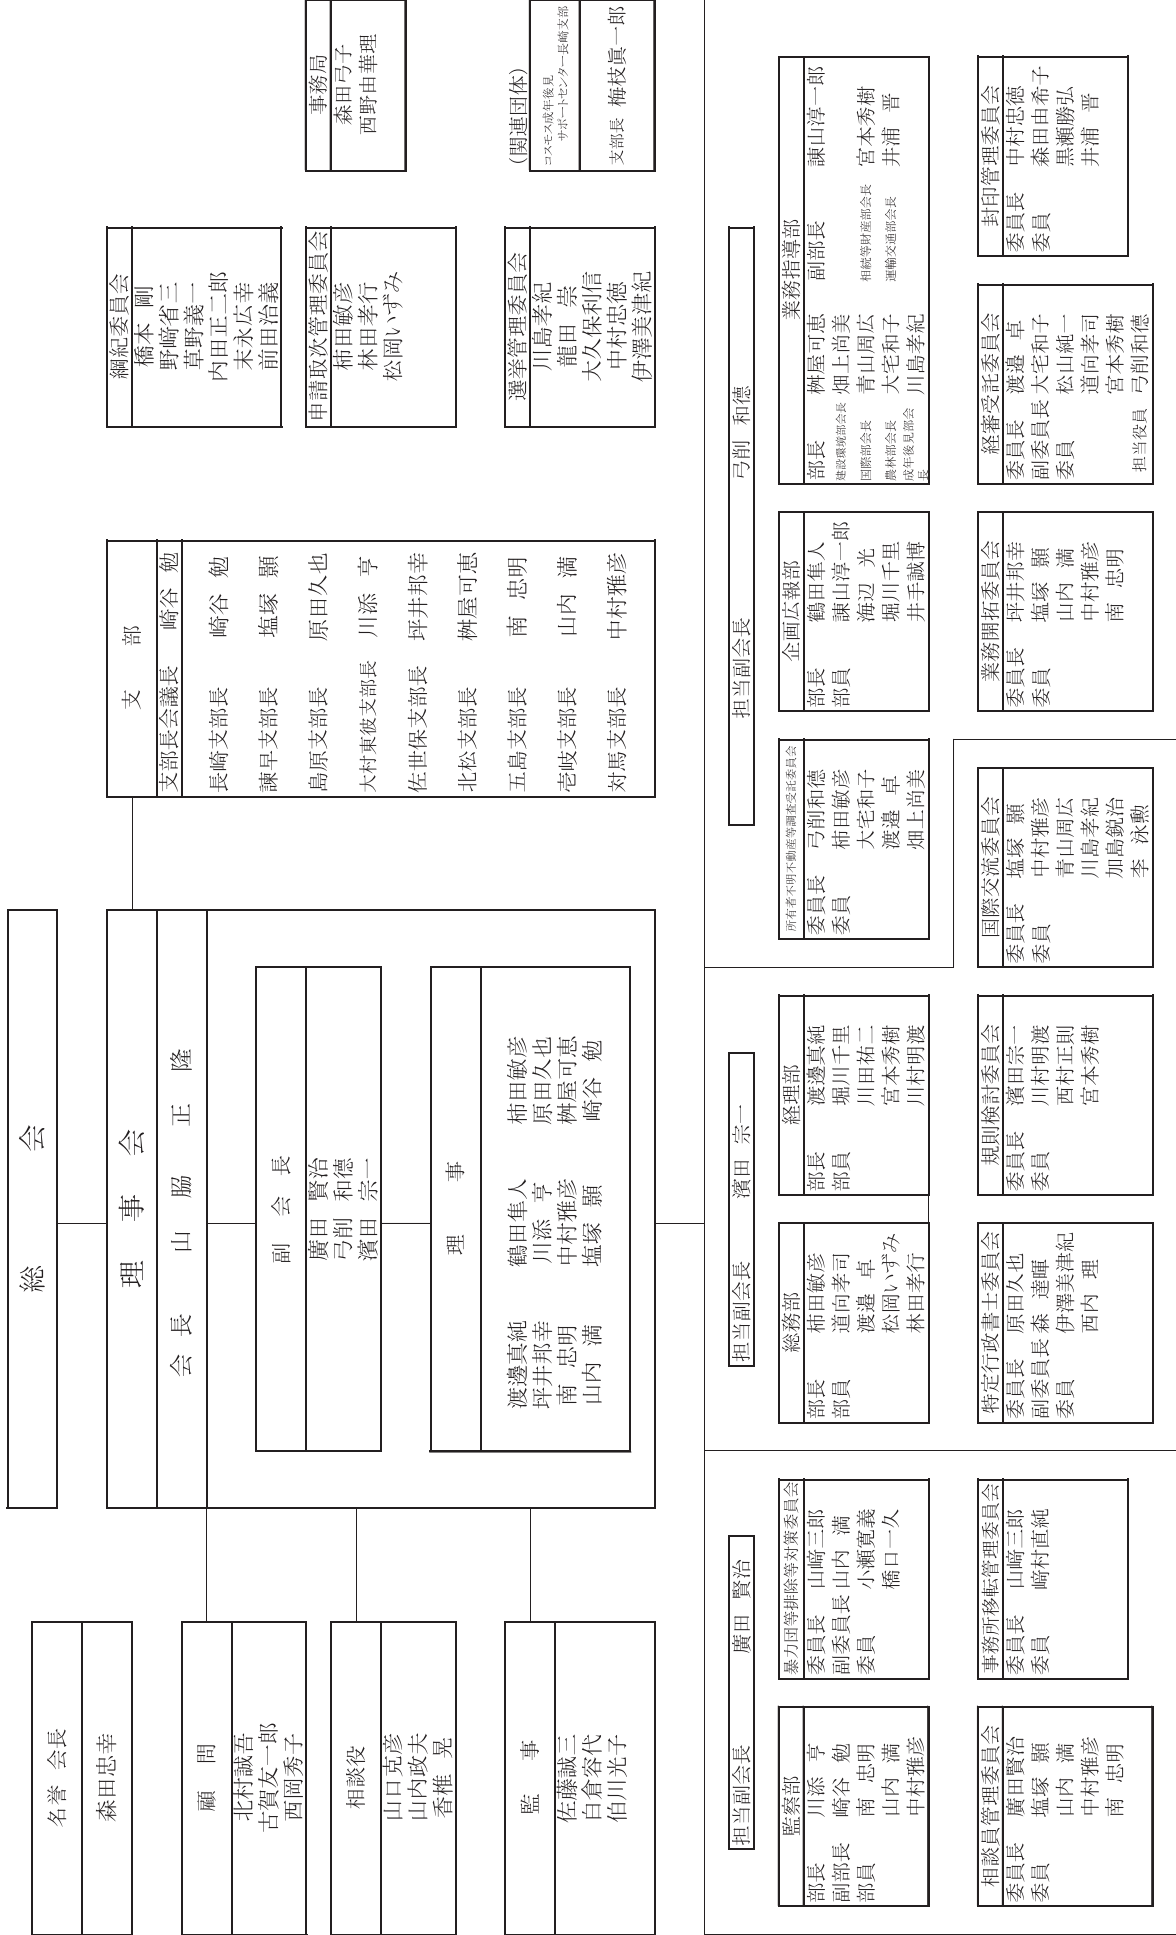 総会
理事会
会長 山脇正隆
副会長
廣田 賢治
弓削 和德
濱田 宗一
理事
渡邊真純 鶴田隼人 柿田敏彦
坪井邦幸 川添 亨 原田久也
南 忠明 中村雅彦 桝屋可恵
山内 満 塩塚 顕 崎谷 勉
名誉 会長
森田忠幸
顧問
北村誠吾
古賀友一郎
西岡秀子
相談役
山口克彦
山内政夫
香椎 晃
監事
佐藤誠三
白倉容代
伯川光子
支部
支部長会議長 崎谷 勉
長崎支部長 崎谷 勉
諫早支部長 塩塚 顕
島原支部長 原田久也
大村東彼支部長 川添 亨
佐世保支部長 坪井邦幸
北松支部長 桝屋可恵
五島支部長 南 忠明
壱岐支部長 山内 満
対馬支部長 中村雅彦
綱紀委員会
橋本 剛
野﨑省三
草野義一
内田正二郎
末永広幸
前田治義
申請取次管理委員会
柿田敏彦
林田孝行
松岡いずみ
選挙管理委員会
川島孝紀
龍田 崇
大久保利信
中村忠徳
伊澤美津紀
事務局
森田弓子
西野由華理
(関連団体)
コスモス成年後見
サポートセンター長崎支部
支部長 梅枝眞一郎
担当副会長 廣田 賢治
監察部
部長 川添 亨
副部長 崎谷 勉
部員 南 忠明
山内 満
中村雅彦
暴力団等排除等対策委員会
委員長 山﨑三郎
副委員長 山内 満
委員 小瀬寛義
橋口一久
相談員管理委員会
委員長 廣田賢治
委員 塩塚 顕
山内 満
中村雅彦
南 忠明
事務所移転管理委員会
委員長 山﨑三郎
委員 﨑村直純
担当副会長 濱田 宗一
総務部
部長 柿田敏彦
部員 道向孝司
渡邉 卓
松岡いずみ
林田孝行
経理部
部長 渡邊真純
部員 堀川千里
川田祐二
宮本秀樹
川村明渡
特定行政書士委員会
委員長 原田久也
副委員長 森 達暉
委員 伊澤美津紀
西内 理
規則検討委員会
委員長 濱田宗一
委員 川村明渡
西村正則
宮本秀樹
国際交流委員会
委員長 塩塚 顕
委員 中村雅彦
青山周広
川島孝紀
加島鋭治
李 泳勲
担当副会長 弓削 和德
所有者不明不動産等調査受託委員会
委員長 弓削和德
委員 柿田敏彦
大宅和子
渡邉 卓
畑上尚美
企画広報部
部長 鶴田隼人
部員 諫山淳一郎
海辺 光
堀川千里
井手誠博
業務指導部
部長 桝屋可恵 副部長 諫山淳一郎
建設環境部会長 畑上尚美
国際部会長 青山周広 相続等財産部会長 宮本秀樹
農林部会長 大宅和子 運輸交通部会長 井浦 晋
成年後見部会長 川島孝紀
業務開拓委員会
委員長 坪井邦幸
委員 塩塚 顕
山内 満
中村雅彦
南 忠明
経審受託委員会
委員長 渡邉 卓
副委員長 大宅和子
委員 松山純一
道向孝司
宮本秀樹
担当役員 弓削和德
封印管理委員会
委員長 中村忠徳
委員 森田由希子
黒瀬勝弘
井浦 晋